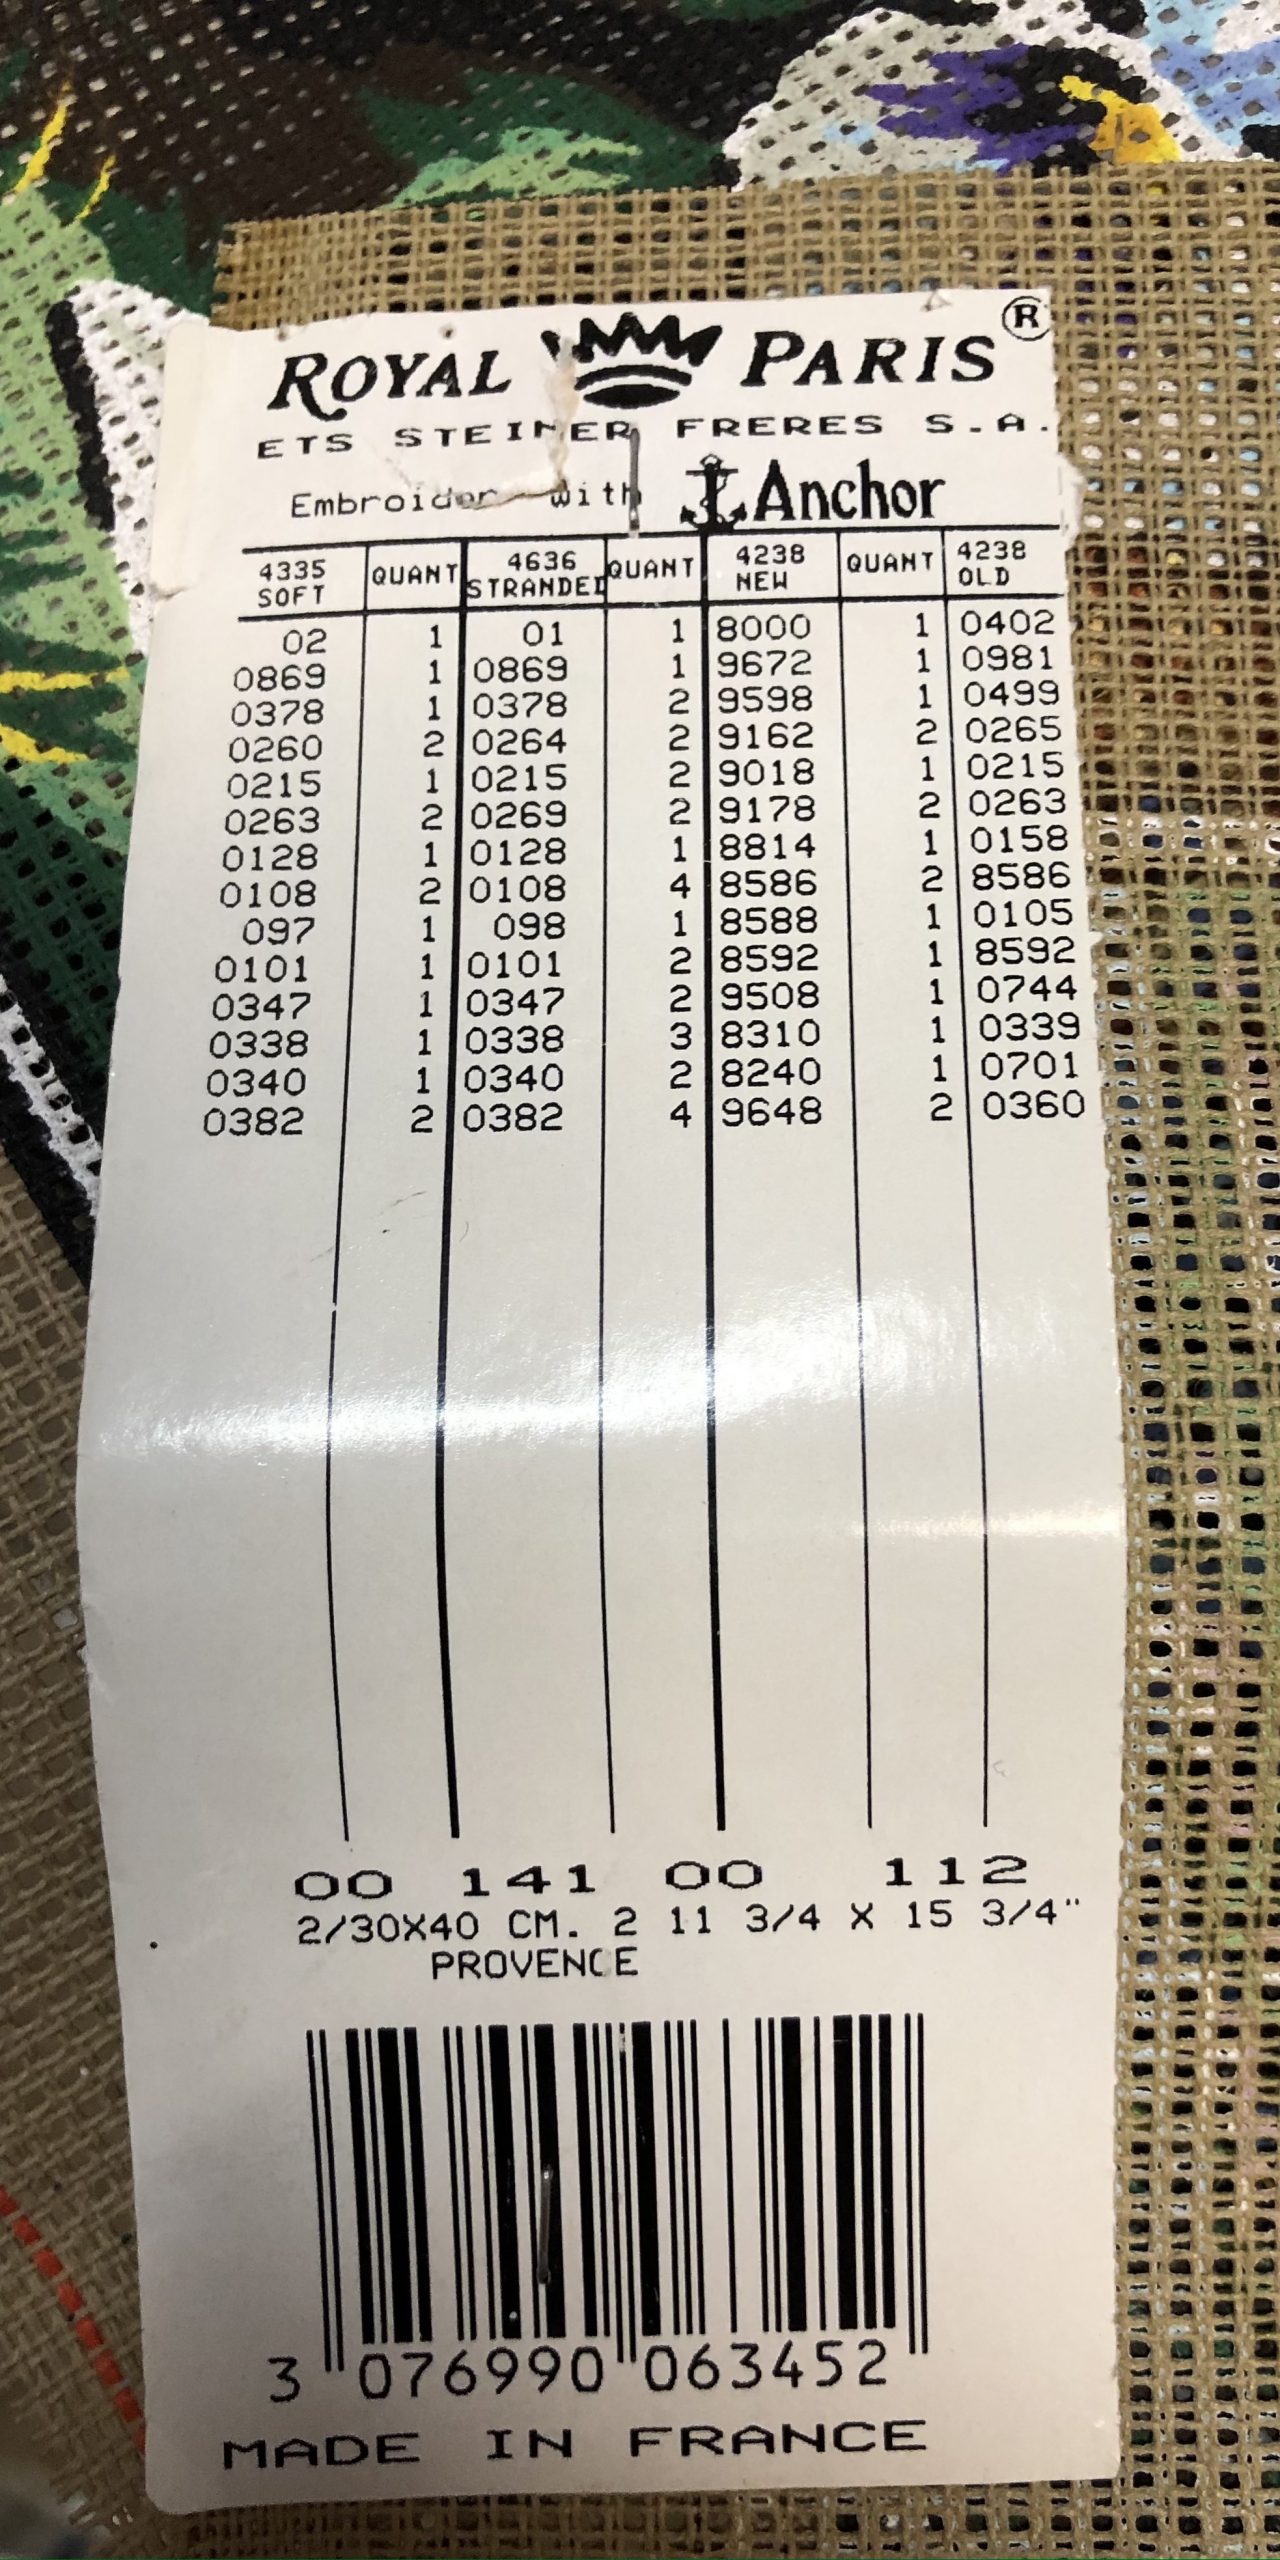 ROYAL PARIS ®
ETS STEINER FRERES S.A.
Embroider with Anchor
4335 SOFT QUANT 4636 STRANDED QUANT 4238 NEW QUANT 4238 OLD
02 1 01 1 8000 1 0402
0869 1 0869 1 9672 1 0981
0378 1 0378 2 9598 1 0499
0260 2 0264 2 9162 2 0265
0215 1 0215 2 9018 1 0215
0263 2 0269 2 9178 2 0263
0128 1 0128 1 8814 1 0158
0108 2 0108 4 8586 2 8586
097 1 098 1 8588 1 0105
0101 1 0101 2 8592 1 8592
0347 1 0347 2 9508 1 0744
0338 1 0338 3 8310 1 0339
0340 1 0340 2 8240 1 0701
0382 2 0382 4 9648 2 0360
00 141 00 112
2/30X40 CM. 2 11 3/4 X 15 3/4"
PROVENCE
3 076990 063452
MADE IN FRANCE